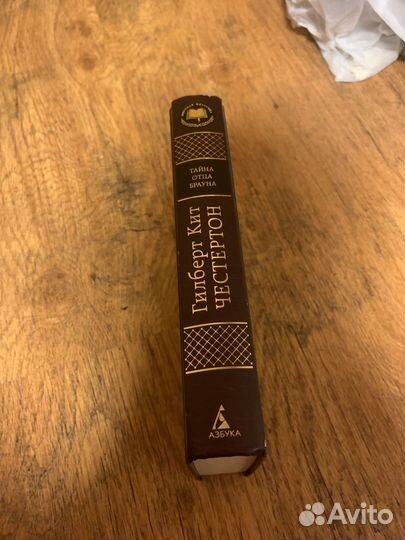 ТАЙНА
ОТЦА
БРАУНА
Гилберт Кит
ЧЕСТЕРТОН
АЗБУКА
Avito